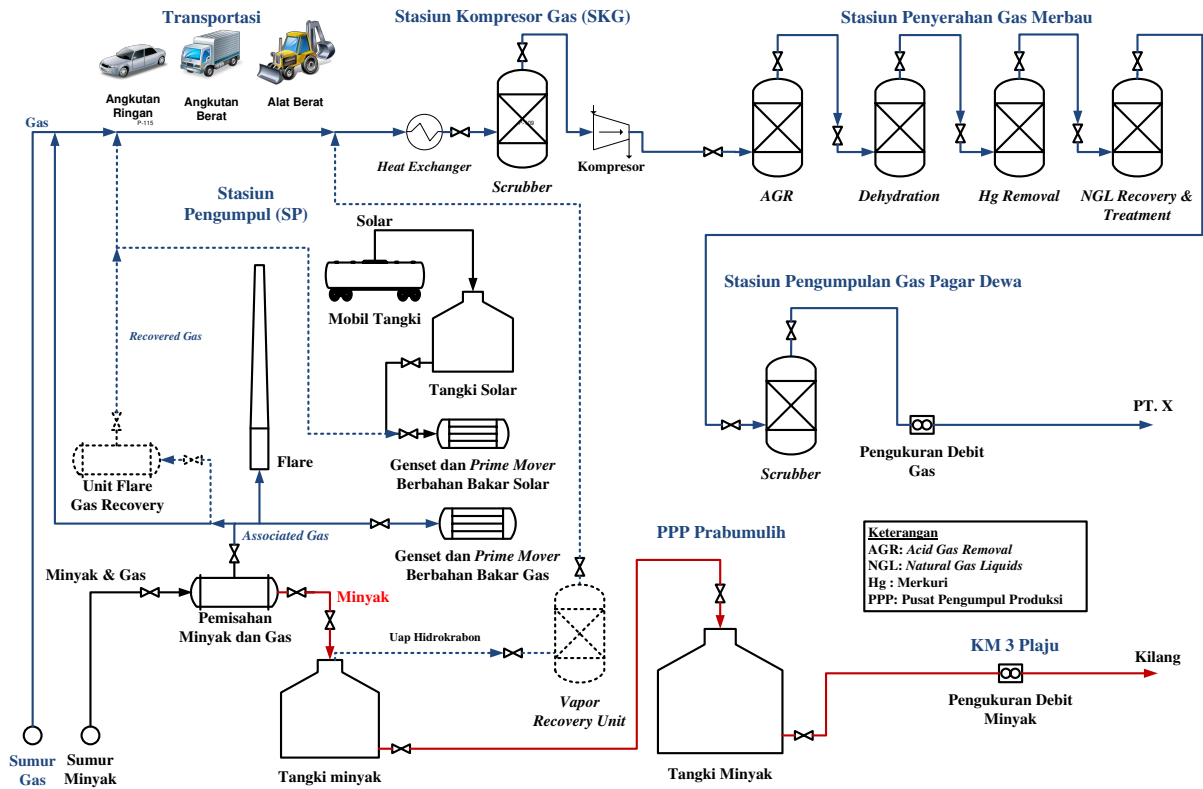 Transportasi
Stasiun Kompresor Gas (SKG)
Stasiun Penyerahan Gas Merbau
Angkutan
Ringan
P-115
Angkutan
Berat
Alat Berat
Gas
Heat Exchanger
Scrubber
Kompresor
AGR
Dehydration
Hg Removal
NGL Recovery &
Treatment
Stasiun
Pengumpul (SP)
Solar
Mobil Tangki
Tangki Solar
Stasiun Pengumpulan Gas Pagar Dewa
Recovered Gas
Scrubber
Pengukuran Debit
Gas
PT. X
Flare
Unit Flare
Gas Recovery
Genset dan Prime Mover
Berbahan Bakar Solar
Associated Gas
Genset dan Prime Mover
Berbahan Bakar Gas
PPP Prabumulih
Keterangan
AGR: Acid Gas Removal
NGL: Natural Gas Liquids
Hg : Merkuri
PPP: Pusat Pengumpul Produksi
Minyak & Gas
Pemisahan
Minyak dan Gas
Minyak
Uap Hidrokrabon
Vapor
Recovery Unit
KM 3 Plaju
Kilang
Pengukuran Debit
Minyak
Sumur
Gas
Sumur
Minyak
Tangki minyak
Tangki Minyak